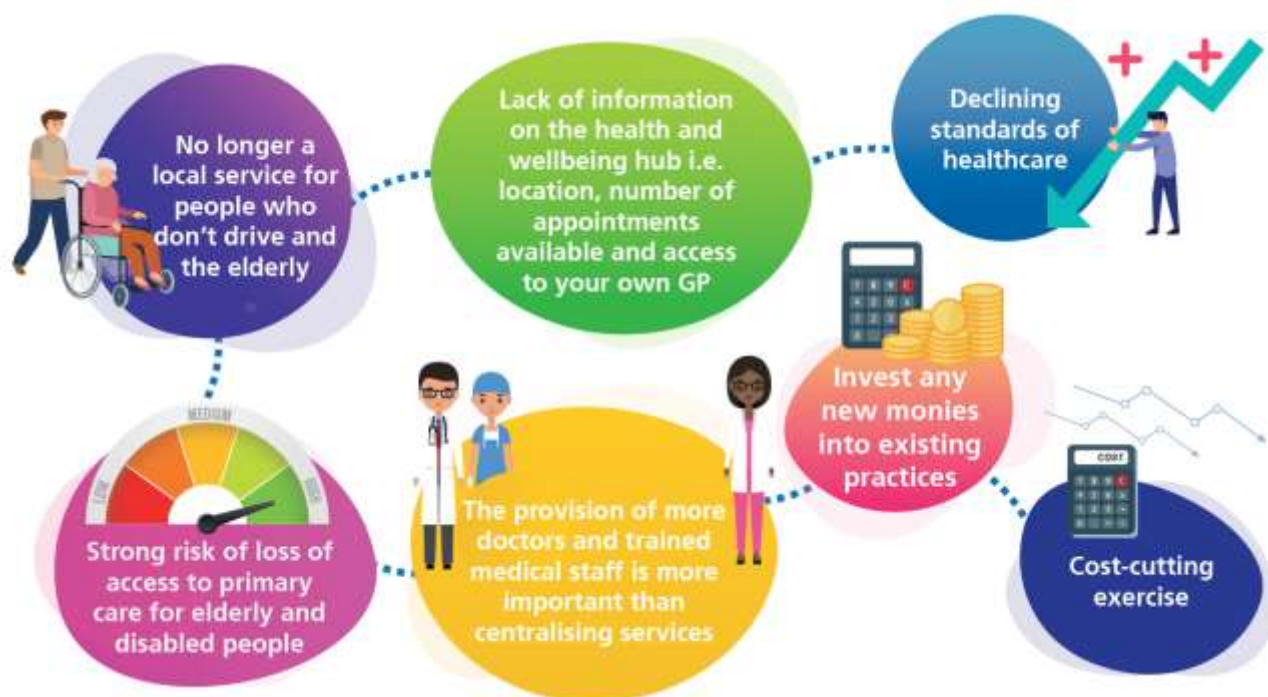 No longer a
local service for
people who
don’t drive and
the elderly
Lack of information
on the health and
wellbeing hub i.e.
location, number of
appointments
available and access
to your own GP
Declining
standards of
healthcare
LOW
MEDIUM
HIGH
Strong risk of loss of
access to primary
care for elderly and
disabled people
The provision of more
doctors and trained
medical staff is more
important than
centralising services
Invest any
new monies
into existing
practices
COST
Cost-cutting
exercise